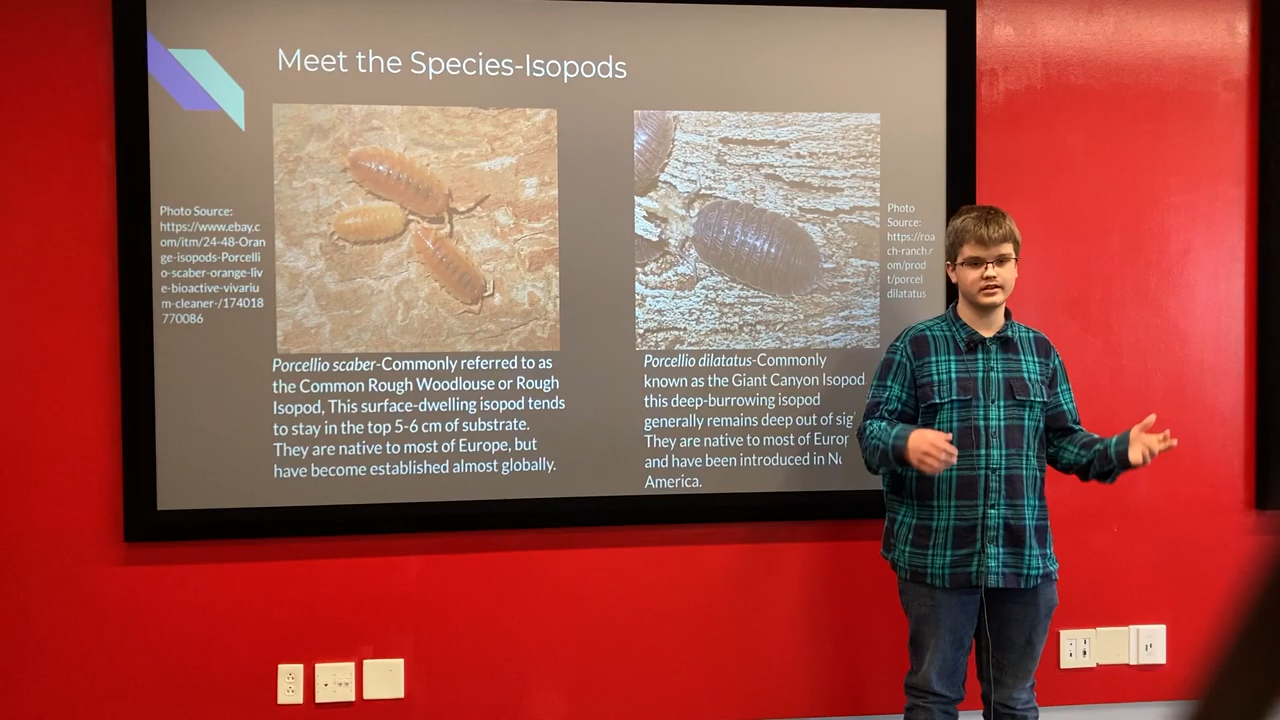 Meet the Species-Isopods
Photo Source:
https://www.ebay.c
om/itm/24-48-Oran
ge-isopods-Porcelli
o-scaber-orange-liv
e-bioactive-vivariu
m-cleaner-/174018
770086
Porcellio scaber-Commonly referred to as
the Common Rough Woodlouse or Rough
Isopod, This surface-dwelling isopod tends
to stay in the top 5-6 cm of substrate.
They are native to most of Europe, but
have become established almost globally.
Porcellio dilatatus-Commonly
known as the Giant Canyon Isopod
this deep-burrowing isopod
generally remains deep out of
They are native to most of
and have been introduced in
America.
Photo
Source:
https://roa
ch-ranch.c
om/prod
t/porcel
dilatatus